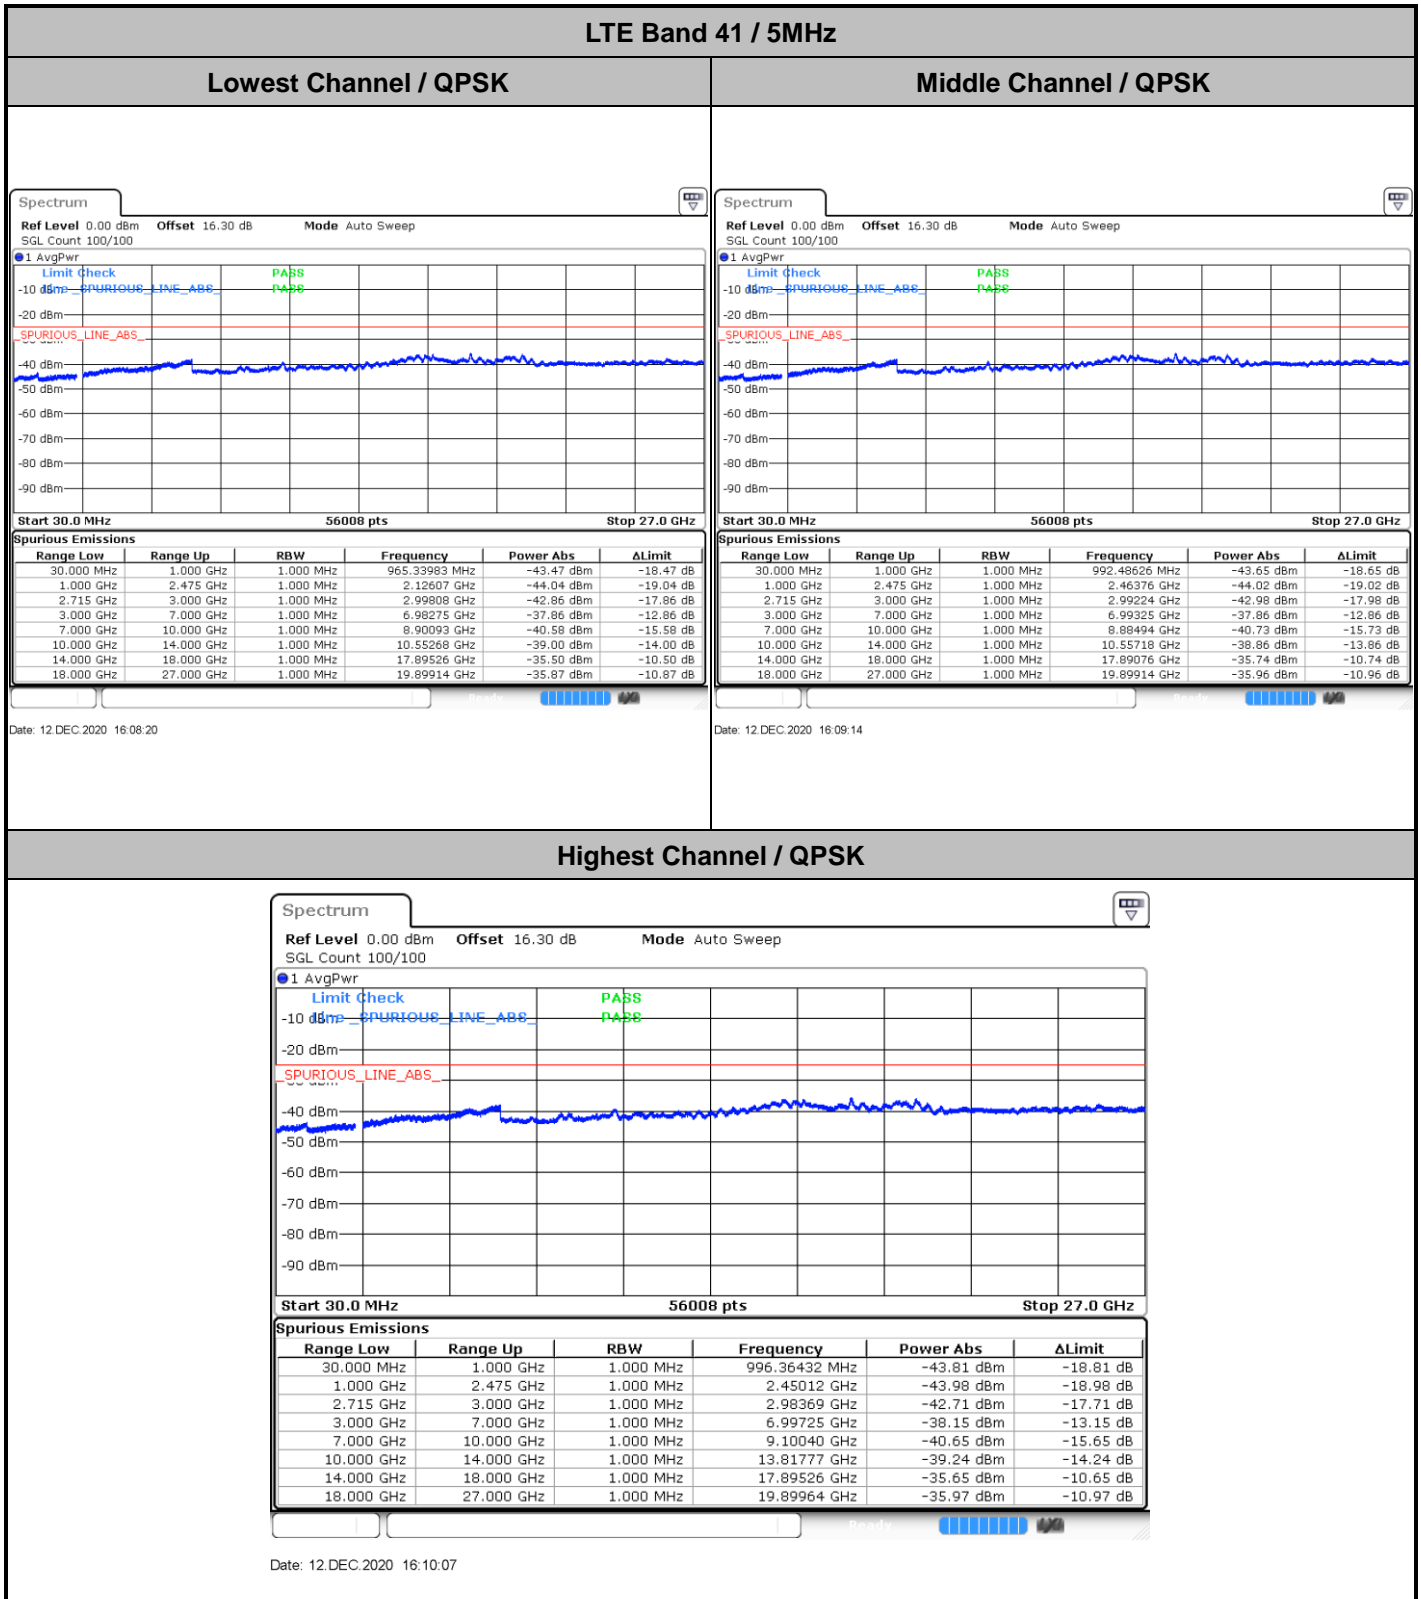 LTE Band 41 / 5MHz
Lowest Channel / QPSK
Middle Channel / QPSK
Spectrum
Ref Level 0.00 dBm Offset 16.30 dB Mode Auto Sweep
SGL Count 100/100
1 AvgPwr
Limit Check PASS
-10 dBm Line _SPURIOUS_LINE_ABS_ PASS
-20 dBm
_SPURIOUS_LINE_ABS_
-40 dBm
-50 dBm
-60 dBm
-70 dBm
-80 dBm
-90 dBm
Start 30.0 MHz 56008 pts Stop 27.0 GHz
Spurious Emissions
Range Low Range Up RBW Frequency Power Abs ΔLimit
30.000 MHz 1.000 GHz 1.000 MHz 965.33983 MHz -43.47 dBm -18.47 dB
1.000 GHz 2.475 GHz 1.000 MHz 2.12607 GHz -44.04 dBm -19.04 dB
2.715 GHz 3.000 GHz 1.000 MHz 2.99808 GHz -42.86 dBm -17.86 dB
3.000 GHz 7.000 GHz 1.000 MHz 6.98275 GHz -37.86 dBm -12.86 dB
7.000 GHz 10.000 GHz 1.000 MHz 8.90093 GHz -40.58 dBm -15.58 dB
10.000 GHz 14.000 GHz 1.000 MHz 10.55268 GHz -39.00 dBm -14.00 dB
14.000 GHz 18.000 GHz 1.000 MHz 17.89526 GHz -35.50 dBm -10.50 dB
18.000 GHz 27.000 GHz 1.000 MHz 19.89914 GHz -35.87 dBm -10.87 dB
Ready
Date: 12.DEC.2020 16:08:20
Spectrum
Ref Level 0.00 dBm Offset 16.30 dB Mode Auto Sweep
SGL Count 100/100
1 AvgPwr
Limit Check PASS
-10 dBm Line _SPURIOUS_LINE_ABS_ PASS
-20 dBm
_SPURIOUS_LINE_ABS_
-40 dBm
-50 dBm
-60 dBm
-70 dBm
-80 dBm
-90 dBm
Start 30.0 MHz 56008 pts Stop 27.0 GHz
Spurious Emissions
Range Low Range Up RBW Frequency Power Abs ΔLimit
30.000 MHz 1.000 GHz 1.000 MHz 992.48626 MHz -43.65 dBm -18.65 dB
1.000 GHz 2.475 GHz 1.000 MHz 2.46376 GHz -44.02 dBm -19.02 dB
2.715 GHz 3.000 GHz 1.000 MHz 2.99224 GHz -42.98 dBm -17.98 dB
3.000 GHz 7.000 GHz 1.000 MHz 6.99325 GHz -37.86 dBm -12.86 dB
7.000 GHz 10.000 GHz 1.000 MHz 8.88494 GHz -40.73 dBm -15.73 dB
10.000 GHz 14.000 GHz 1.000 MHz 10.55718 GHz -38.86 dBm -13.86 dB
14.000 GHz 18.000 GHz 1.000 MHz 17.89076 GHz -35.74 dBm -10.74 dB
18.000 GHz 27.000 GHz 1.000 MHz 19.89914 GHz -35.96 dBm -10.96 dB
Ready
Date: 12.DEC.2020 16:09:14
Highest Channel / QPSK
Spectrum
Ref Level 0.00 dBm Offset 16.30 dB Mode Auto Sweep
SGL Count 100/100
1 AvgPwr
Limit Check PASS
-10 dBm Line _SPURIOUS_LINE_ABS_ PASS
-20 dBm
_SPURIOUS_LINE_ABS_
-40 dBm
-50 dBm
-60 dBm
-70 dBm
-80 dBm
-90 dBm
Start 30.0 MHz 56008 pts Stop 27.0 GHz
Spurious Emissions
Range Low Range Up RBW Frequency Power Abs ΔLimit
30.000 MHz 1.000 GHz 1.000 MHz 996.36432 MHz -43.81 dBm -18.81 dB
1.000 GHz 2.475 GHz 1.000 MHz 2.45012 GHz -43.98 dBm -18.98 dB
2.715 GHz 3.000 GHz 1.000 MHz 2.98369 GHz -42.71 dBm -17.71 dB
3.000 GHz 7.000 GHz 1.000 MHz 6.99725 GHz -38.15 dBm -13.15 dB
7.000 GHz 10.000 GHz 1.000 MHz 9.10040 GHz -40.65 dBm -15.65 dB
10.000 GHz 14.000 GHz 1.000 MHz 13.81777 GHz -39.24 dBm -14.24 dB
14.000 GHz 18.000 GHz 1.000 MHz 17.89526 GHz -35.65 dBm -10.65 dB
18.000 GHz 27.000 GHz 1.000 MHz 19.89964 GHz -35.97 dBm -10.97 dB
Ready
Date: 12.DEC.2020 16:10:07